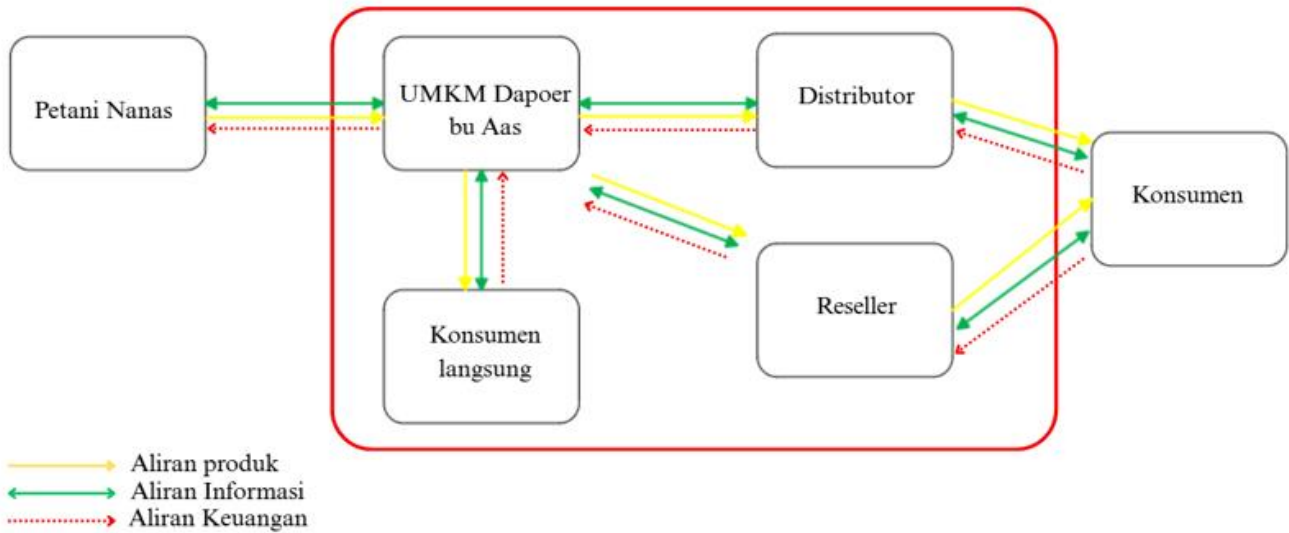 Petani Nanas
UMKM Dapoer
bu Aas
Distributor
Konsumen
Konsumen
langsung
Reseller
Aliran produk
Aliran Informasi
Aliran Keuangan